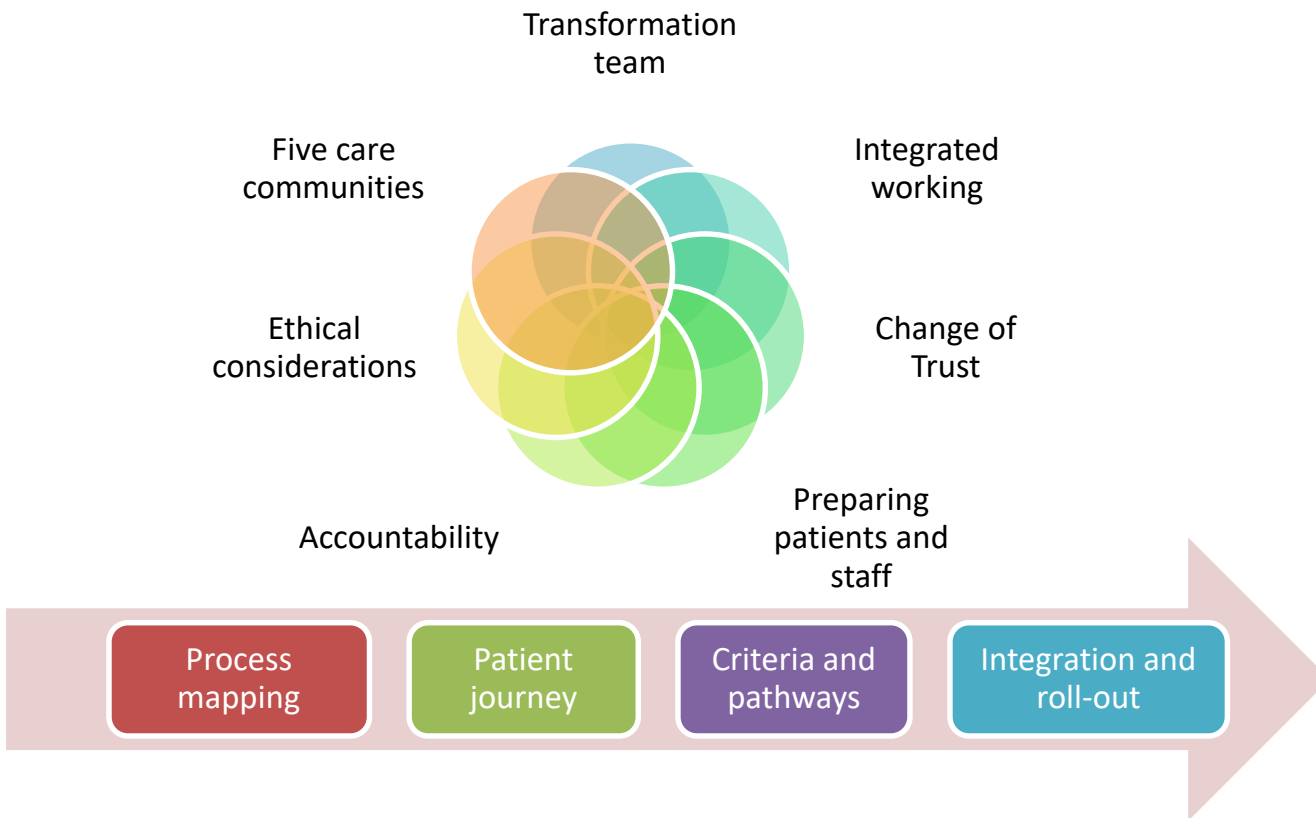 Transformation
team
Five care
communities
Integrated
working
Ethical
considerations
Change of
Trust
Accountability
Preparing
patients and
staff
Process
mapping
Patient
journey
Criteria and
pathways
Integration and
roll-out